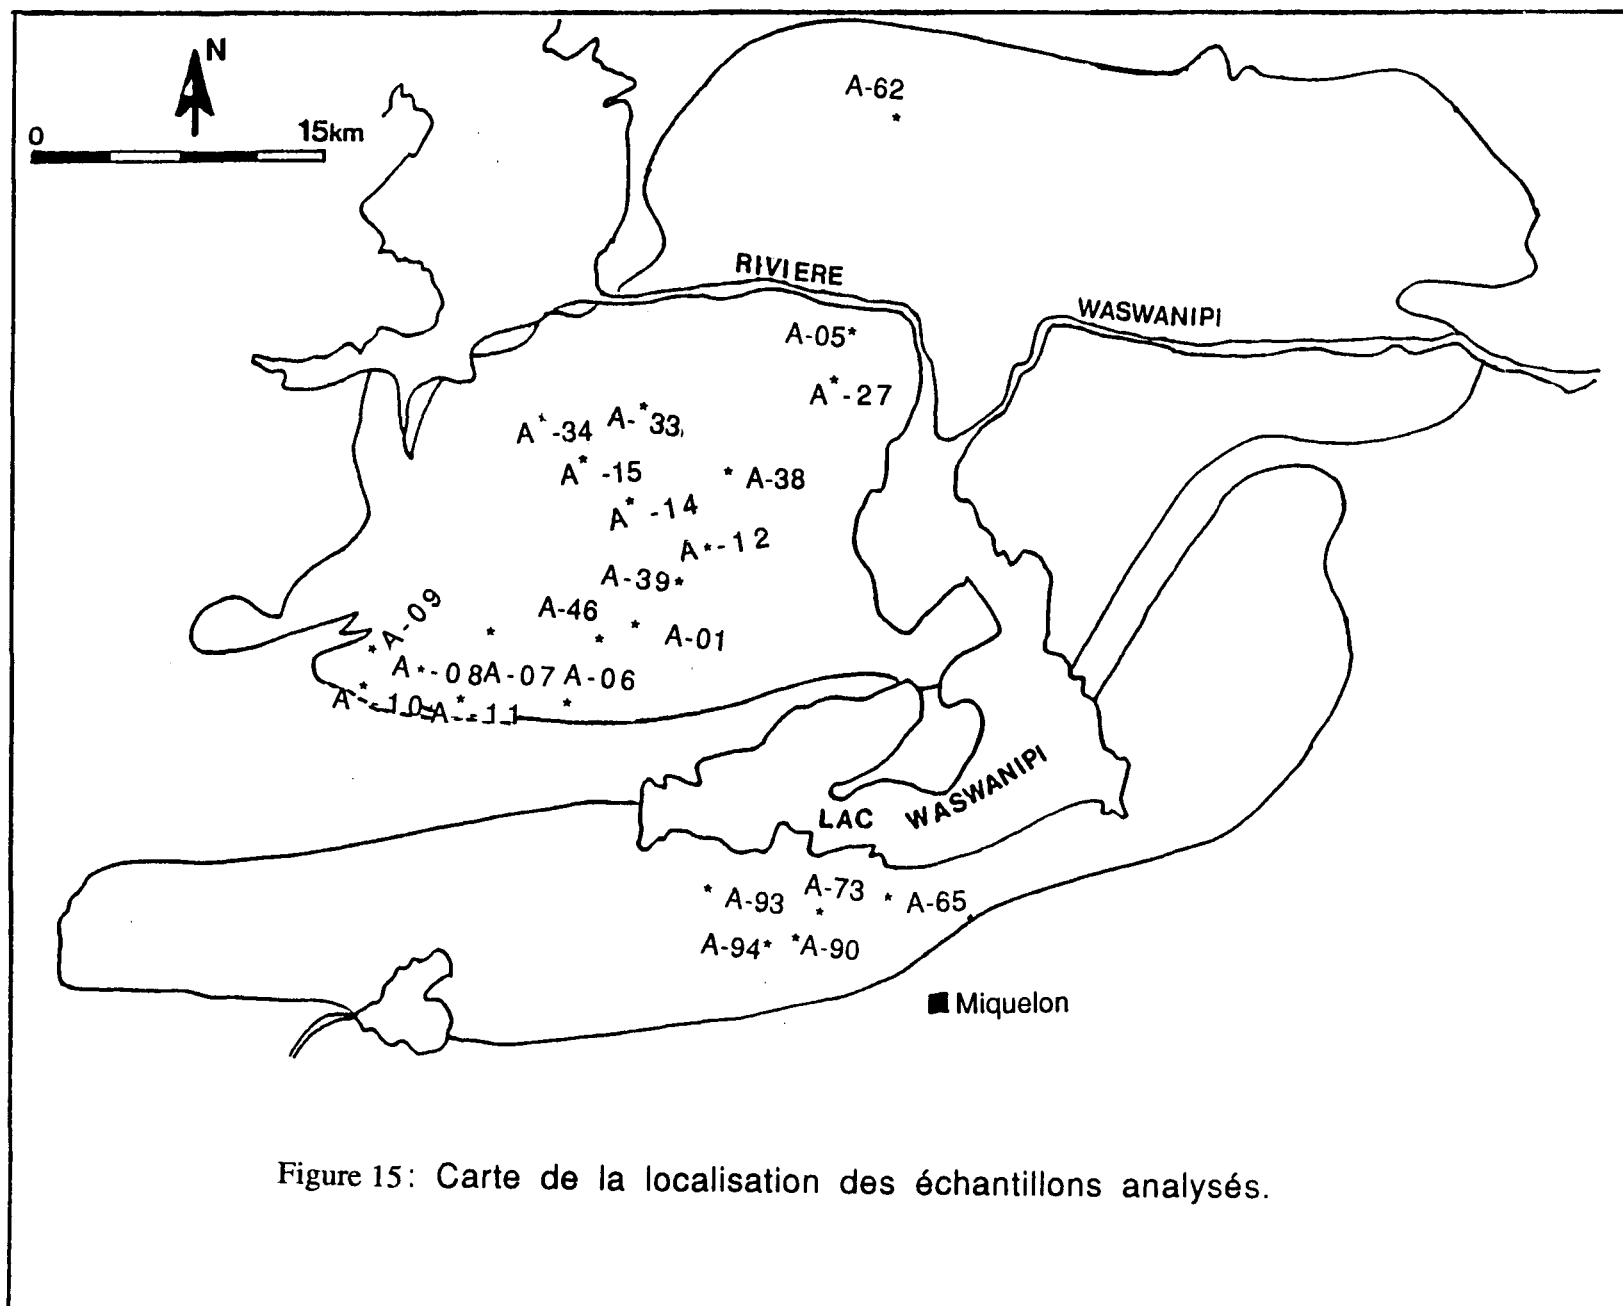 N
0 15km
A-62
RIVIERE
WASWANIPI
A-05*
A*-27
A*-34 A-*33
A*-15
* A-38
A*-14
A*-12
A-39*
A-09
A-46
A-01
A*-08 A-07 A-06
A*-10 A*-11
LAC WASWANIPI
* A-93 A-73 * A-65
A-94* *A-90
Miquelon
Figure 15: Carte de la localisation des échantillons analysés.